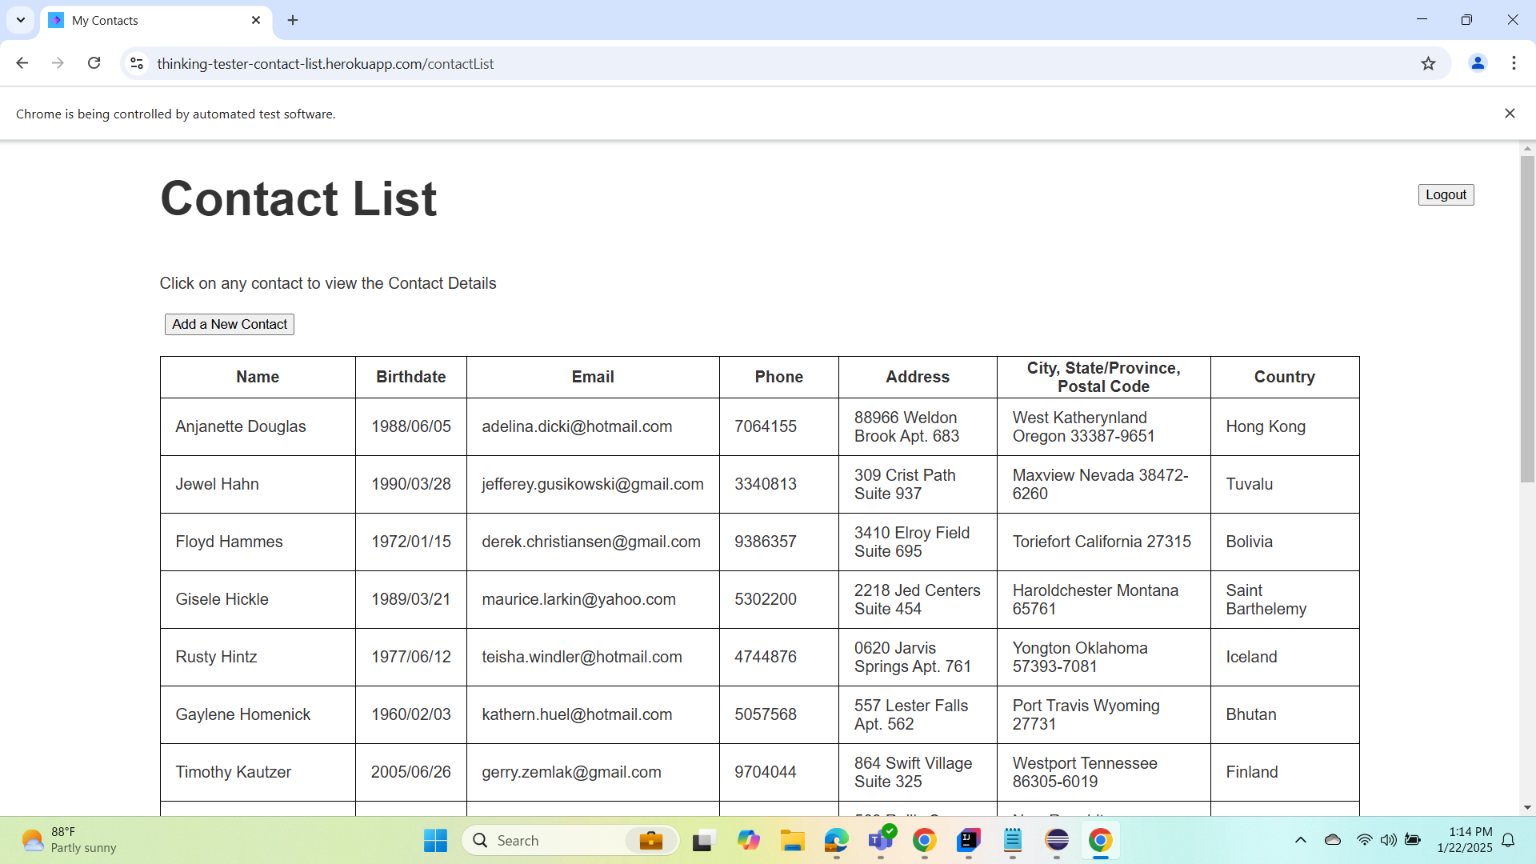 My Contacts
thinking-tester-contact-list.herokuapp.com/contactList
Chrome is being controlled by automated test software.
Contact List
Logout
Click on any contact to view the Contact Details
Add a New Contact
Name Birthdate Email Phone Address City, State/Province, Postal Code Country
Anjanette Douglas 1988/06/05 adelina.dicki@hotmail.com 7064155 88966 Weldon Brook Apt. 683 West Katherynland Oregon 33387-9651 Hong Kong
Jewel Hahn 1990/03/28 jefferey.gusikowski@gmail.com 3340813 309 Crist Path Suite 937 Maxview Nevada 38472-6260 Tuvalu
Floyd Hammes 1972/01/15 derek.christiansen@gmail.com 9386357 3410 Elroy Field Suite 695 Toriefort California 27315 Bolivia
Gisele Hickle 1989/03/21 maurice.larkin@yahoo.com 5302200 2218 Jed Centers Suite 454 Haroldchester Montana 65761 Saint Barthelemy
Rusty Hintz 1977/06/12 teisha.windler@hotmail.com 4744876 0620 Jarvis Springs Apt. 761 Yongton Oklahoma 57393-7081 Iceland
Gaylene Homenick 1960/02/03 kathern.huel@hotmail.com 5057568 557 Lester Falls Apt. 562 Port Travis Wyoming 27731 Bhutan
Timothy Kautzer 2005/06/26 gerry.zemlak@gmail.com 9704044 864 Swift Village Suite 325 Westport Tennessee 86305-6019 Finland
88°F
Partly sunny
Search
1:14 PM
1/22/2025